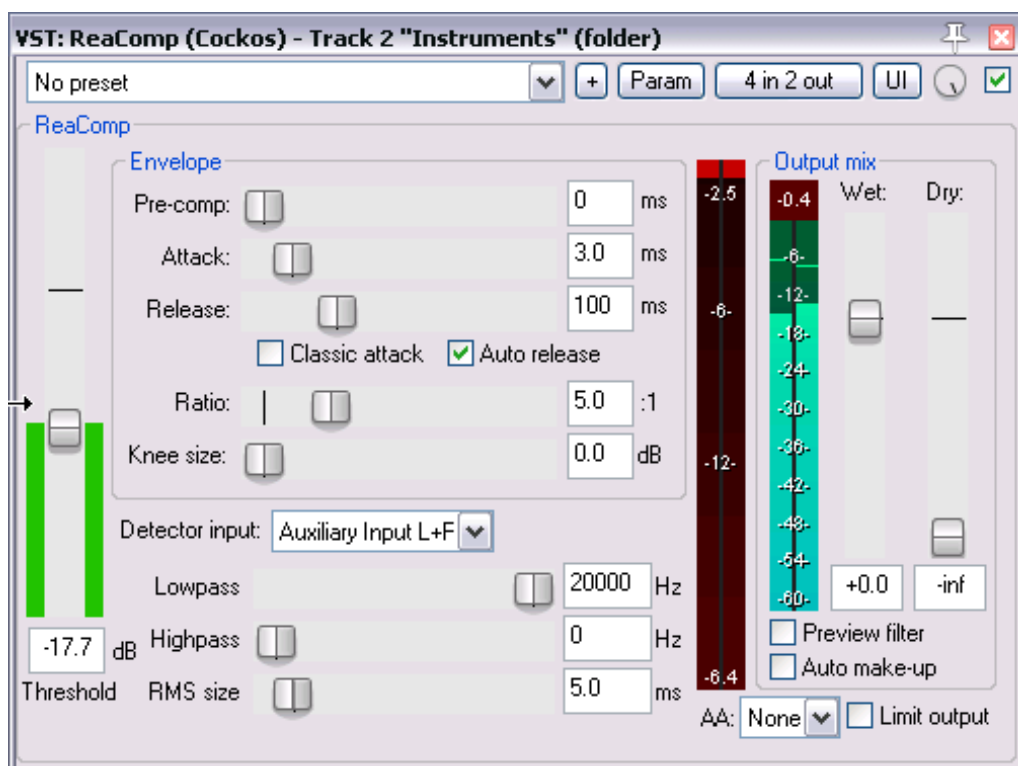 VST: ReaComp (Cockos) - Track 2 "Instruments" (folder)
No preset + Param 4 in 2 out UI
ReaComp
Envelope
Pre-comp: 0 ms
Attack: 3.0 ms
Release: 100 ms
Classic attack Auto release
Ratio: 5.0 :1
Knee size: 0.0 dB
Detector input: Auxiliary Input L+F
Lowpass 20000 Hz
Highpass 0 Hz
RMS size 5.0 ms
-17.7 dB
Threshold
-2.5
-6-
-12-
-6.4
Output mix
Wet: Dry:
-0.4
-6-
-12-
-18-
-24-
-30-
-36-
-42-
-48-
-54-
-60-
+0.0 -inf
Preview filter
Auto make-up
AA: None Limit output